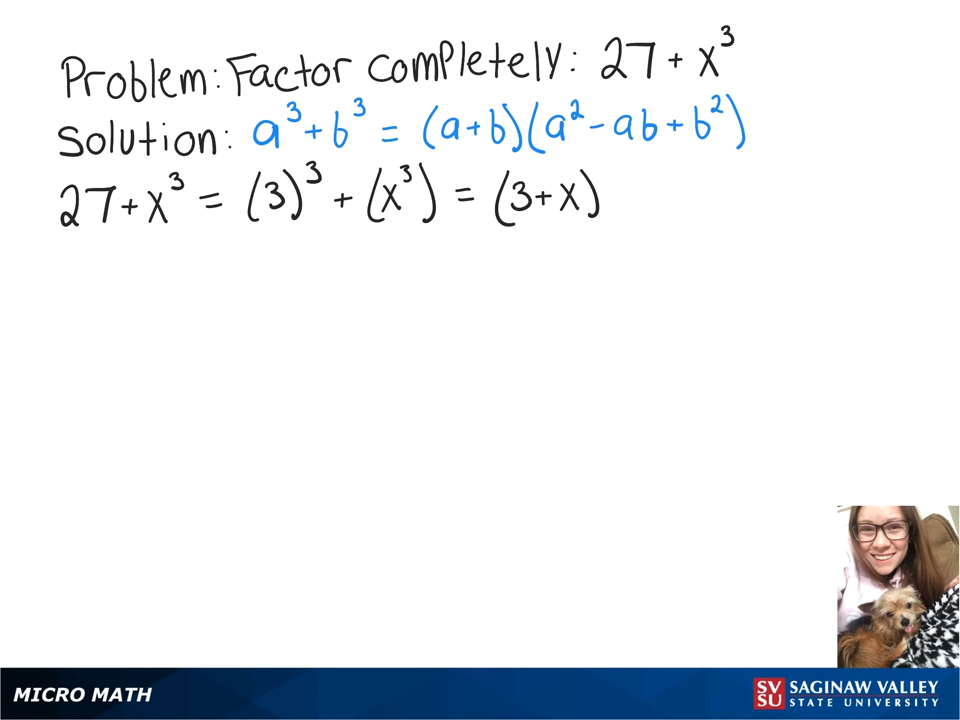 Problem: Factor completely: 27 + x³
Solution: a³ + b³ = (a+b)(a² - ab + b²)
27 + x³ = (3)³ + (x³) = (3+x)
MICRO MATH
SVSU SAGINAW VALLEY
STATE UNIVERSITY